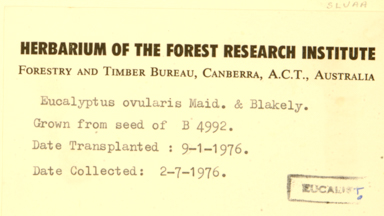 SLVAA
HERBARIUM OF THE FOREST RESEARCH INSTITUTE
FORESTRY AND TIMBER BUREAU, CANBERRA, A.C.T., AUSTRALIA
Eucalyptus ovularis Maid. & Blakely.
Grown from seed of B 4992.
Date Transplanted : 9-1-1976.
Date Collected: 2-7-1976.